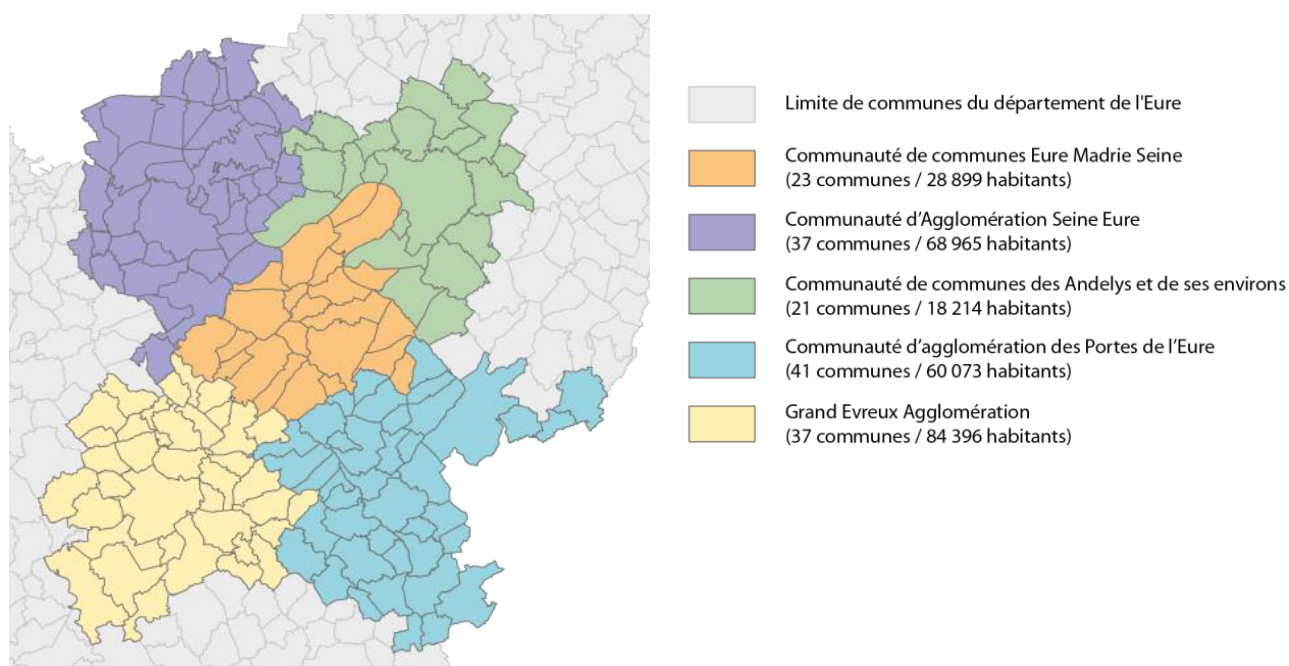 Limite de communes du département de l'Eure
Communauté de communes Eure Madrie Seine
(23 communes / 28 899 habitants)
Communauté d’Agglomération Seine Eure
(37 communes / 68 965 habitants)
Communauté de communes des Andelys et de ses environs
(21 communes / 18 214 habitants)
Communauté d’agglomération des Portes de l’Eure
(41 communes / 60 073 habitants)
Grand Evreux Agglomération
(37 communes / 84 396 habitants)